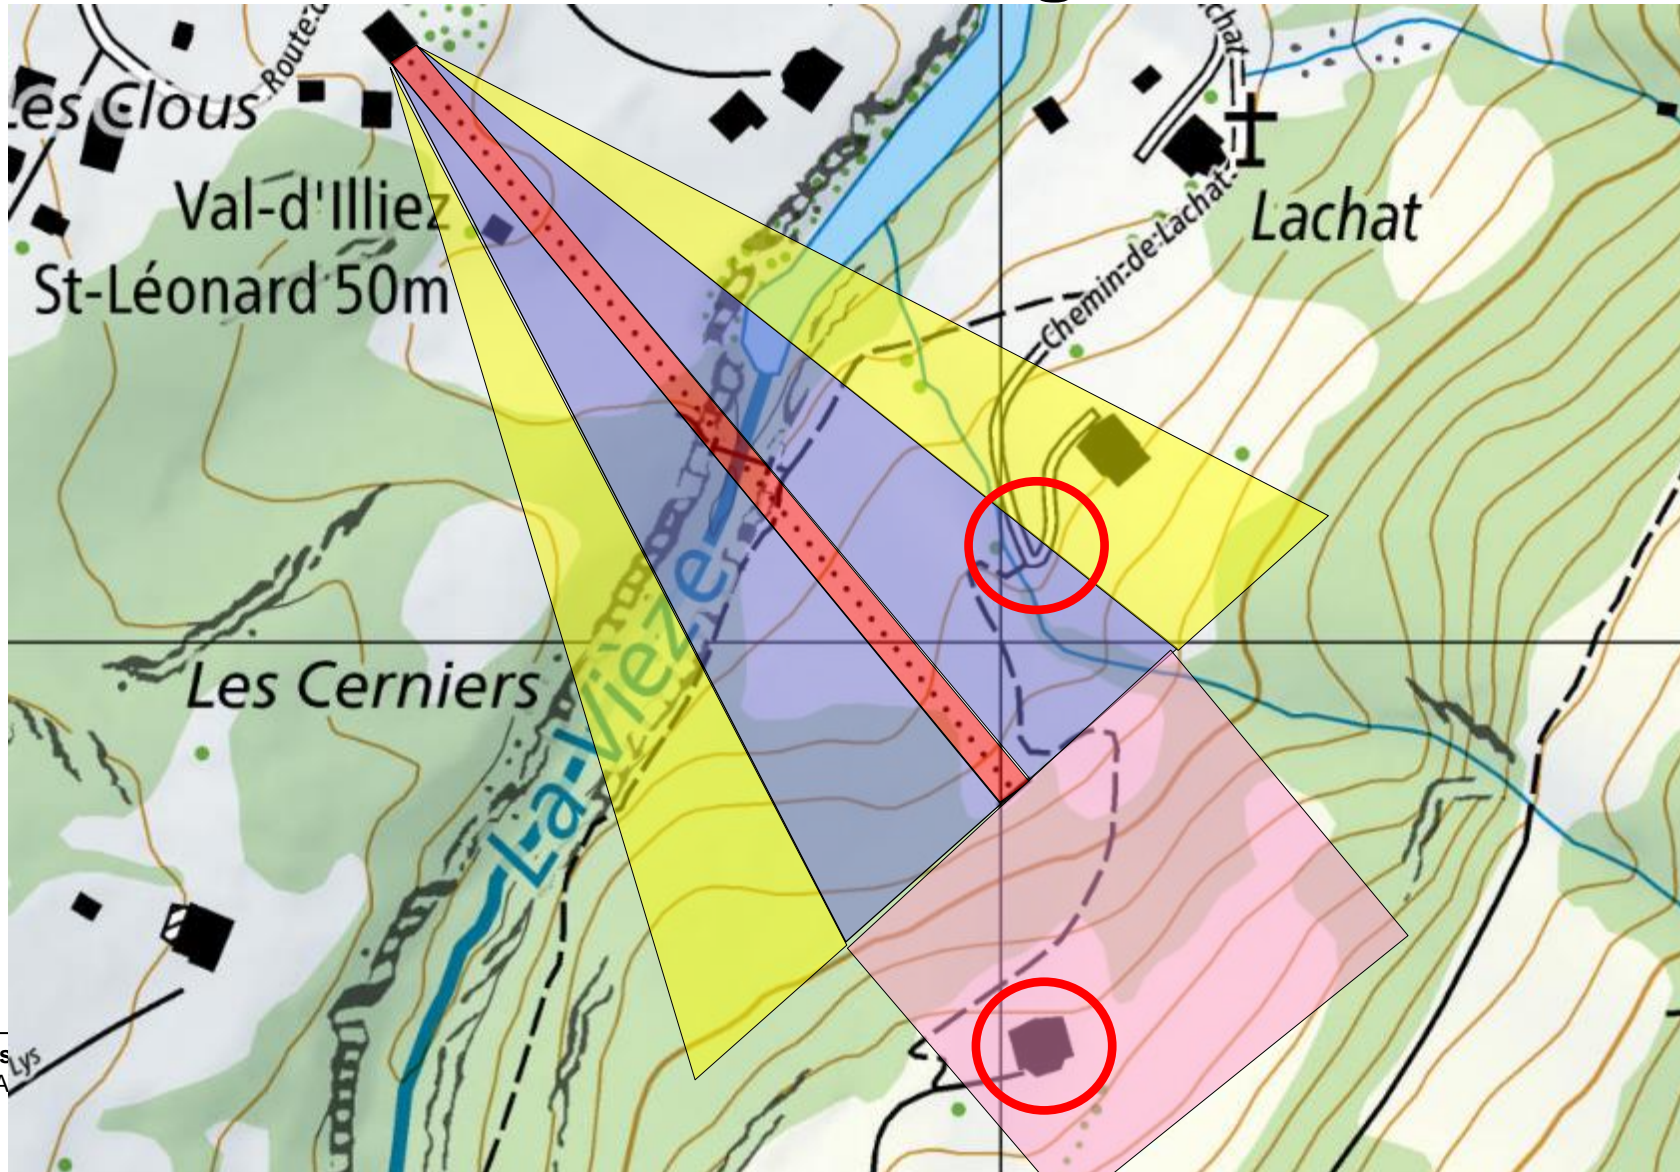 Route
Les Clous
Val-d'Illiez
St-Léonard 50m
Lachat
Chemin-de-Lachat
Les Cerniers
La-Vièze
Lys